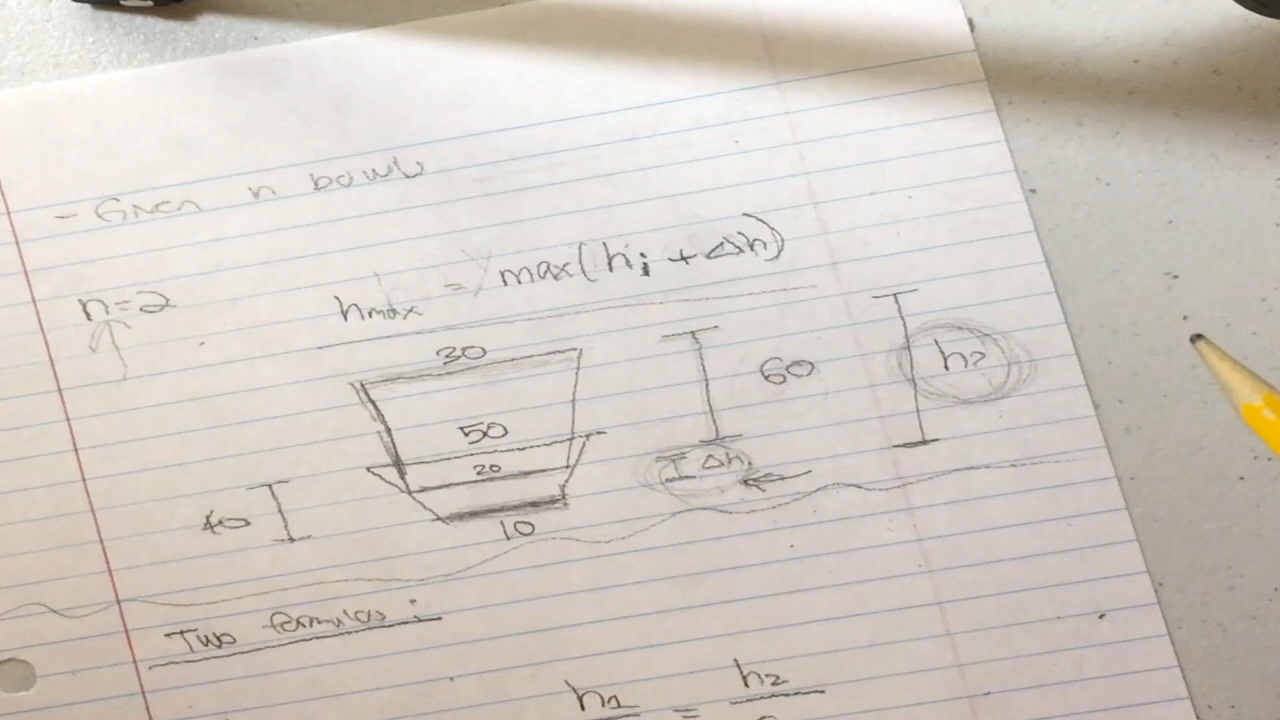 - Given n bowls
n=2
hmax = max(hi + Δh)
30
60
h?
50
20
Δh
40
10
Two formulas:
h1 = h2